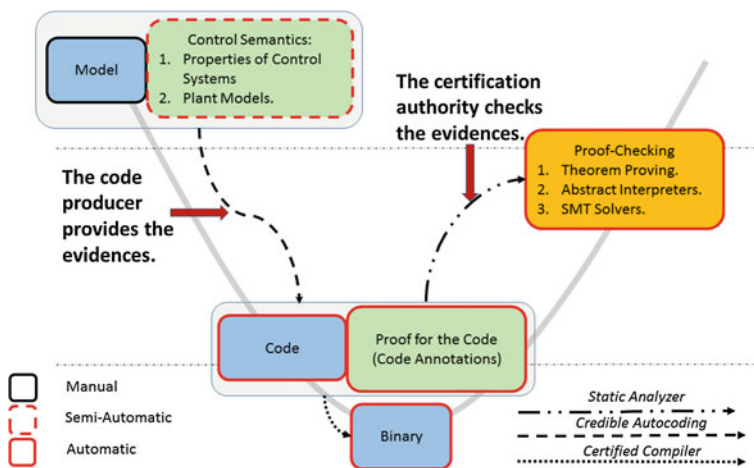 Model
Control Semantics:
1. Properties of Control
Systems
2. Plant Models.
The certification
authority checks
the evidences.
Proof-Checking
1. Theorem Proving.
2. Abstract Interpreters.
3. SMT Solvers.
The code
producer
provides the
evidences.
Code
Proof for the Code
(Code Annotations)
Binary
Manual
Semi-Automatic
Automatic
Static Analyzer
Credible Autocoding
Certified Compiler